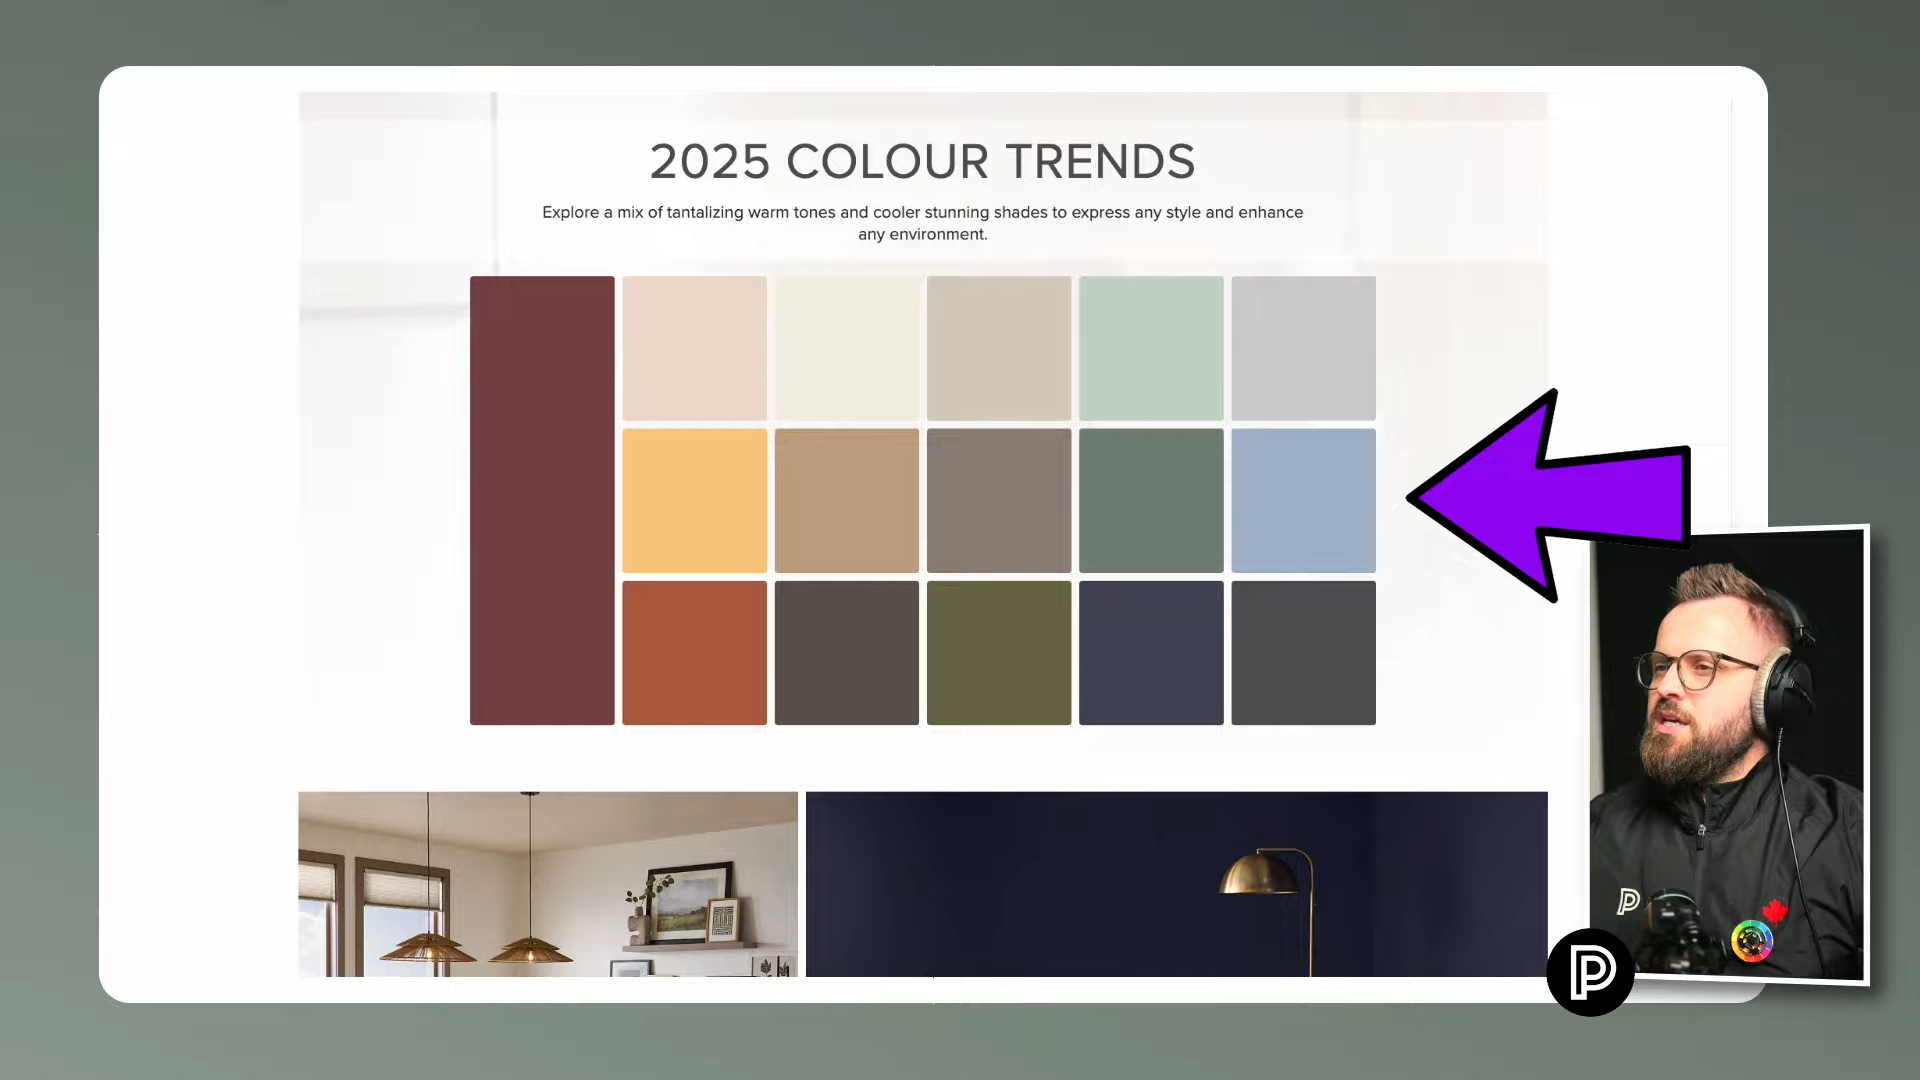 2025 COLOUR TRENDS
Explore a mix of tantalizing warm tones and cooler stunning shades to express any style and enhance
any environment.